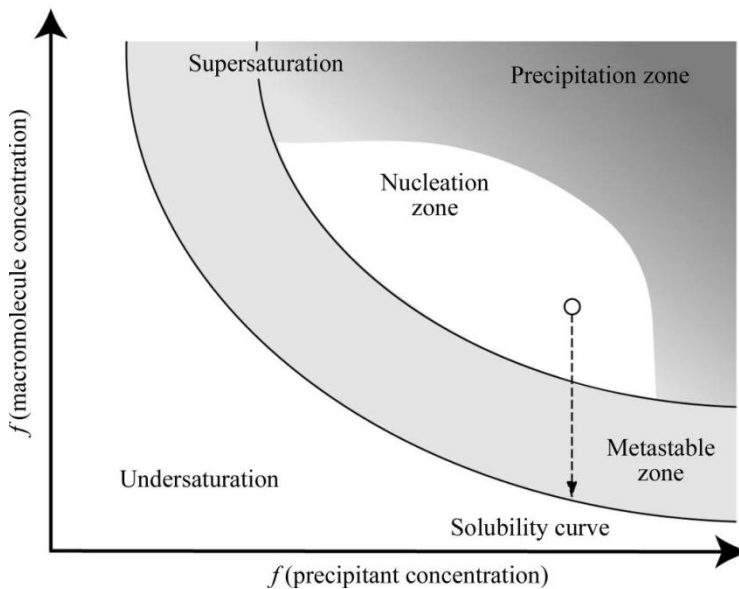 Supersaturation
Precipitation zone
Nucleation
zone
f(macromolecule concentration)
Metastable
zone
Undersaturation
Solubility curve
f(precipitant concentration)